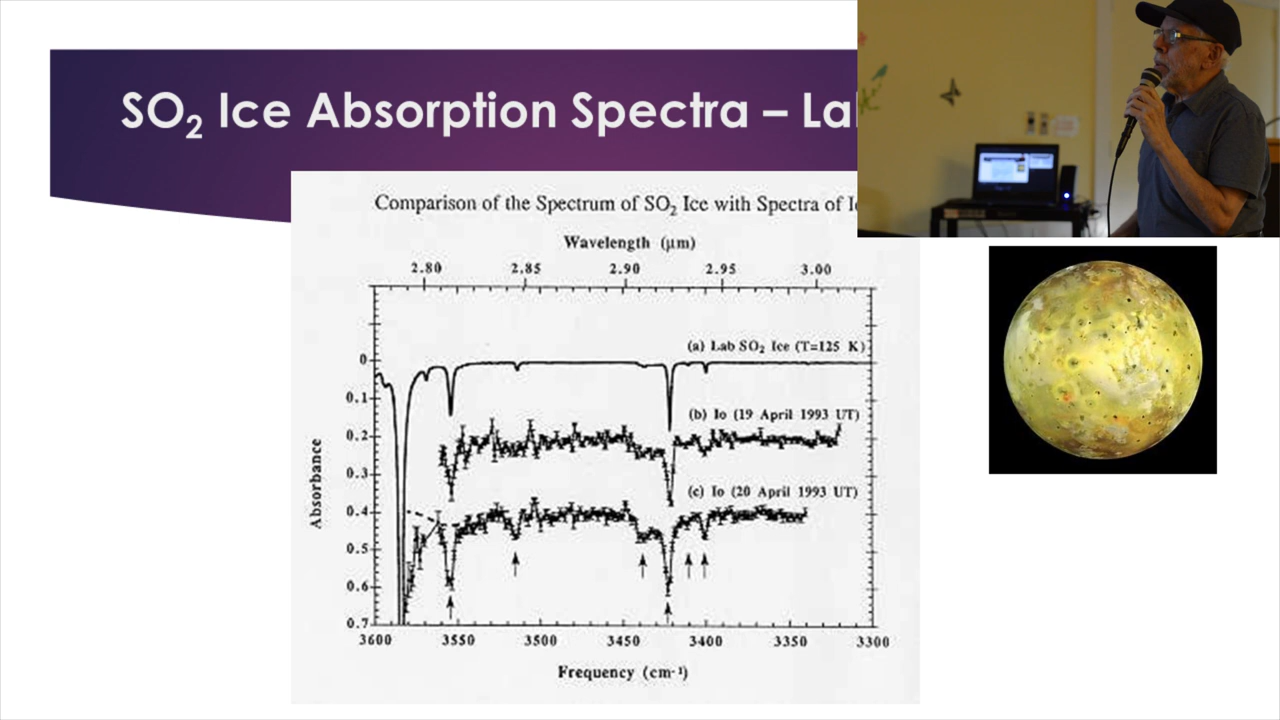 SO₂ Ice Absorption Spectra – La
Comparison of the Spectrum of SO₂ Ice with Spectra of I
Wavelength (μm)
2.80 2.85 2.90 2.95 3.00
(a) Lab SO₂ Ice (T=125 K)
(b) Io (19 April 1993 UT)
(c) Io (20 April 1993 UT)
Absorbance
0
0.1
0.2
0.3
0.4
0.5
0.6
0.7
3600 3550 3500 3450 3400 3350 3300
Frequency (cm-¹)